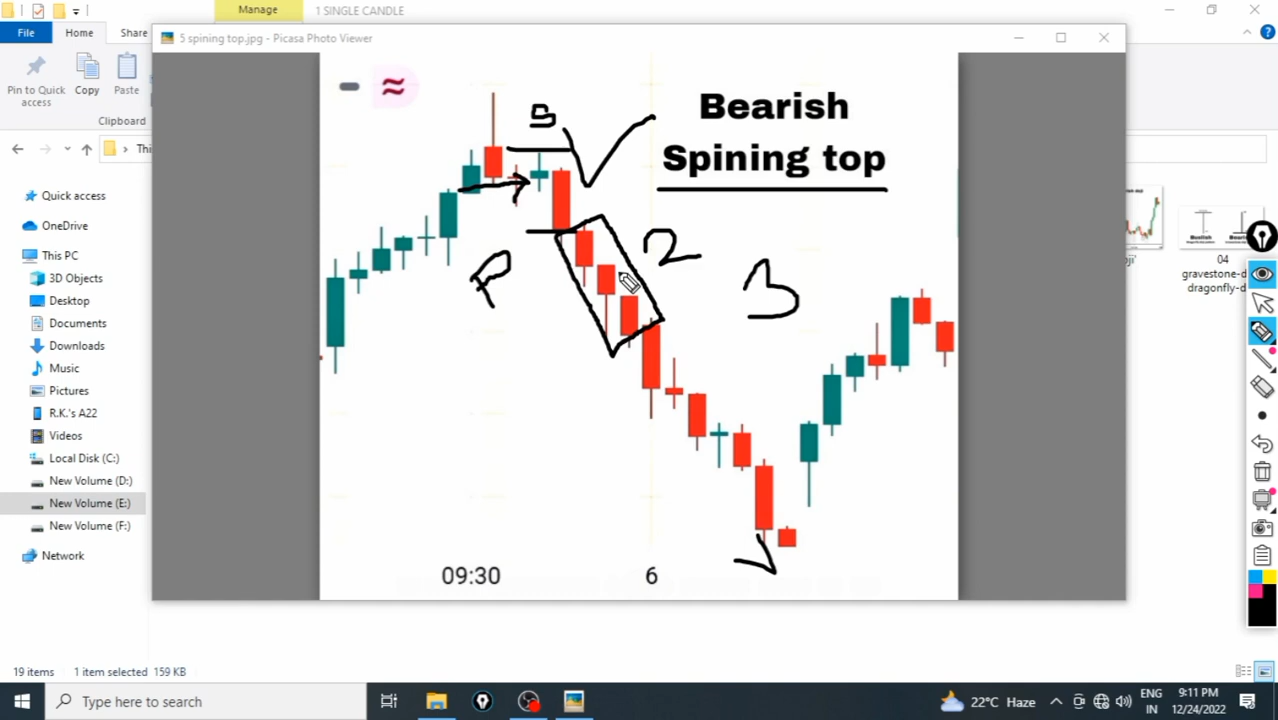 Manage
1 SINGLE CANDLE
File
Home
Share
5 spining top.jpg - Picasa Photo Viewer
Pin to Quick
access
Copy
Paste
Clipboard
Thi
Quick access
OneDrive
This PC
3D Objects
Desktop
Documents
Downloads
Music
Pictures
R.K.'s A22
Videos
Local Disk (C:)
New Volume (D:)
New Volume (E:)
New Volume (F:)
Network
Bearish
Spining top
P
2
3
09:30
6
oji'
04
gravestone-d
dragonfly-d
19 items
1 item selected 159 KB
Type here to search
22°C Haze
ENG
IN
9:11 PM
12/24/2022